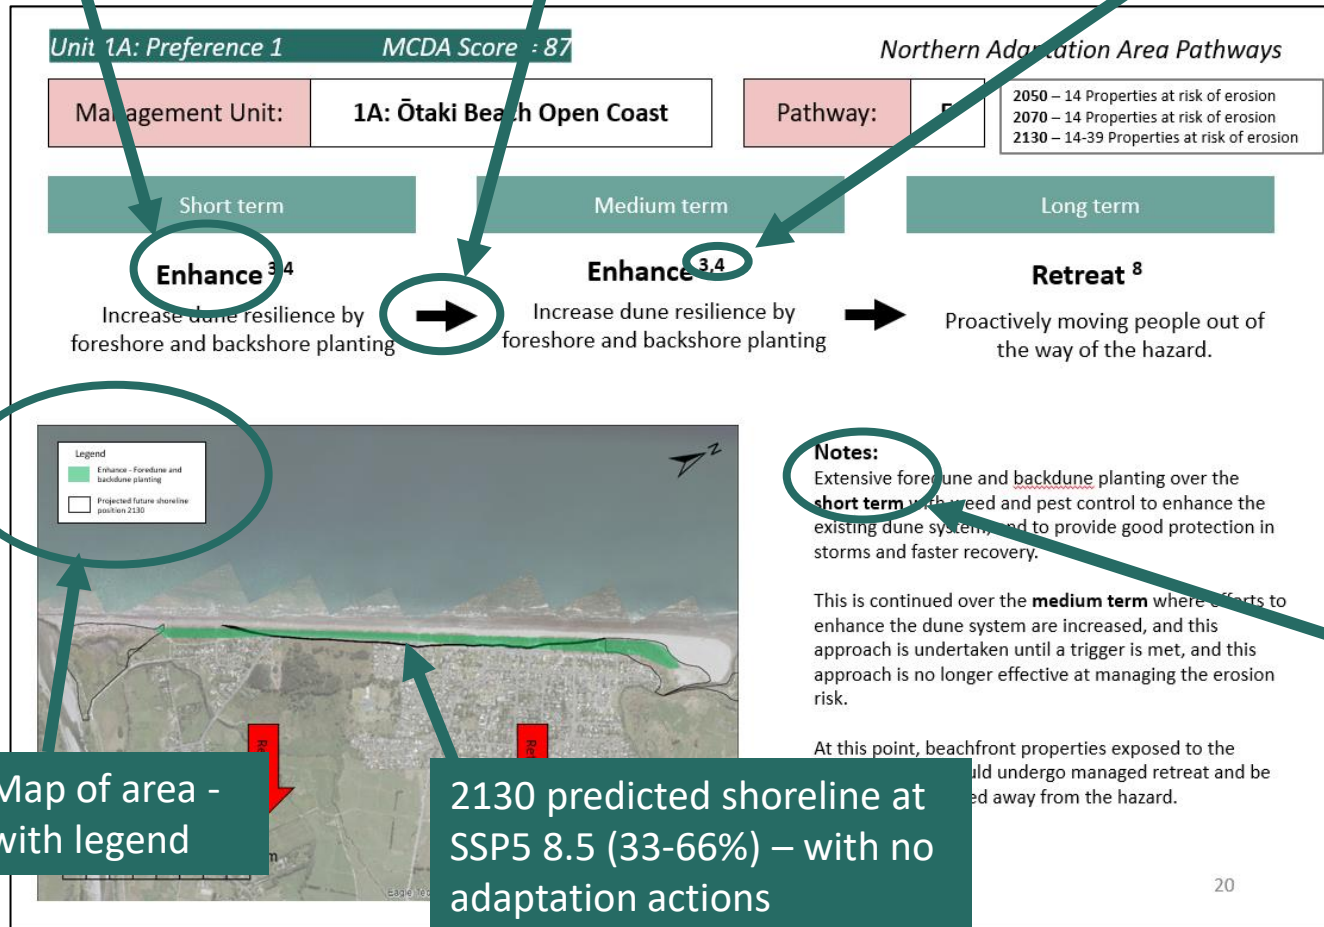 Unit 1A: Preference 1 MCDA Score = 87
Northern Adaptation Area Pathways
Management Unit: 1A: Ōtaki Beach Open Coast
Pathway:
2050 – 14 Properties at risk of erosion
2070 – 14 Properties at risk of erosion
2130 – 14-39 Properties at risk of erosion
Short term Medium term Long term
Enhance 3,4
Increase dune resilience by
foreshore and backshore planting
Enhance 3,4
Increase dune resilience by
foreshore and backshore planting
Retreat 8
Proactively moving people out of
the way of the hazard.
Legend
Enhance - Foredune and
backdune planting
Projected future shoreline
position 2130
Z
Notes:
Extensive foredune and backdune planting over the
short term with weed and pest control to enhance the
existing dune system, and to provide good protection in
storms and faster recovery.
This is continued over the medium term where efforts to
enhance the dune system are increased, and this
approach is undertaken until a trigger is met, and this
approach is no longer effective at managing the erosion
risk.
At this point, beachfront properties exposed to the
undergo managed retreat and be
away from the hazard.
Map of area -
with legend
2130 predicted shoreline at
SSP5 8.5 (33-66%) – with no
adaptation actions
20